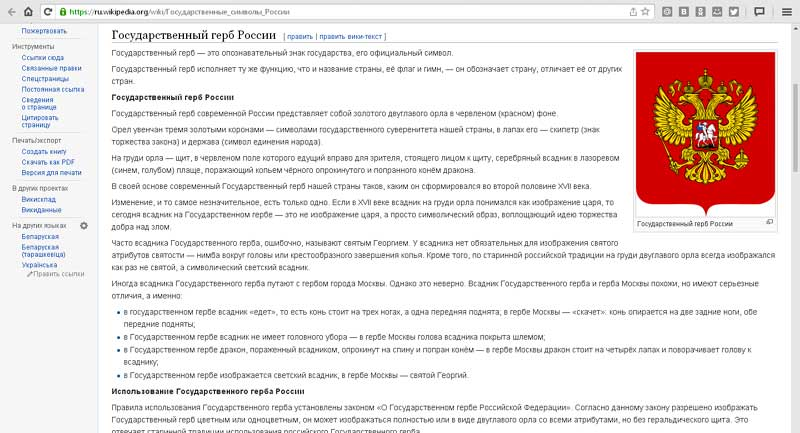 https://ru.wikipedia.org/wiki/Государственные_символы_России
Пожертвовать
Инструменты
Ссылки сюда
Связанные правки
Спецстраницы
Постоянная ссылка
Сведения
о странице
Цитировать
страницу
Печать/экспорт
Создать книгу
Скачать как PDF
Версия для печати
В других проектах
Викисклад
Викиданные
На других языках
Беларуская
Беларуская
(тарашкевіца)
Українська
Править ссылки
Государственный герб России [ править | править вики-текст ]
Государственный герб — это опознавательный знак государства, его официальный символ.
Государственный герб исполняет ту же функцию, что и название страны, её флаг и гимн, — он обозначает страну, отличает её от других
стран.
Государственный герб России
Государственный герб современной России представляет собой золотого двуглавого орла в червленом (красном) фоне.
Орел увенчан тремя золотыми коронами — символами государственного суверенитета нашей страны, в лапах его — скипетр (знак
торжества закона) и держава (символ единения народа).
На груди орла — щит, в червленом поле которого едущий вправо для зрителя, стоящего лицом к щиту, серебряный всадник в лазоревом
(синем, голубом) плаще, поражающий копьем чёрного опрокинутого и попранного конём дракона.
В своей основе современный Государственный герб нашей страны таков, каким он сформировался во второй половине XVII века.
Изменение, и то самое незначительное, есть только одно. Если в XVII веке всадник на груди орла понимался как изображение царя, то
сегодня всадник на Государственном гербе — это не изображение царя, а просто символический образ, воплощающий идею торжества
добра над злом.
Часто всадника Государственного герба, ошибочно, называют святым Георгием. У всадника нет обязательных для изображения святого
атрибутов святости — нимба вокруг головы или крестообразного завершения копья. Кроме того, по старинной российской традиции на груди двуглавого орла всегда изображался
как раз не святой, а символический светский всадник.
Иногда всадника Государственного герба путают с гербом города Москвы. Однако это неверно. Всадник Государственного герба и герба Москвы похожи, но имеют серьезные
отличия, а именно:
в государственном гербе всадник «едет», то есть конь стоит на трех ногах, а одна передняя поднята; в гербе Москвы — «скачет»: конь опирается на две задние ноги, обе
передние подняты;
в Государственном гербе всадник не имеет головного убора — в гербе Москвы голова всадника покрыта шлемом;
в Государственном гербе дракон, пораженный всадником, опрокинут на спину и попран конём — в гербе Москвы дракон стоит на четырёх лапах и поворачивает голову к
всаднику;
в Государственном гербе изображается светский всадник, в гербе Москвы — святой Георгий.
Использование Государственного герба России
Правила использования Государственного герба установлены законом «О Государственном гербе Российской Федерации». Согласно данному закону разрешено изображать
Государственный герб цветным или одноцветным, он может изображаться полностью или в виде двуглавого орла со всеми атрибутами, но без геральдического щита. Это
отвечает старинной традиции использования российского Государственного герба.
Государственный герб России